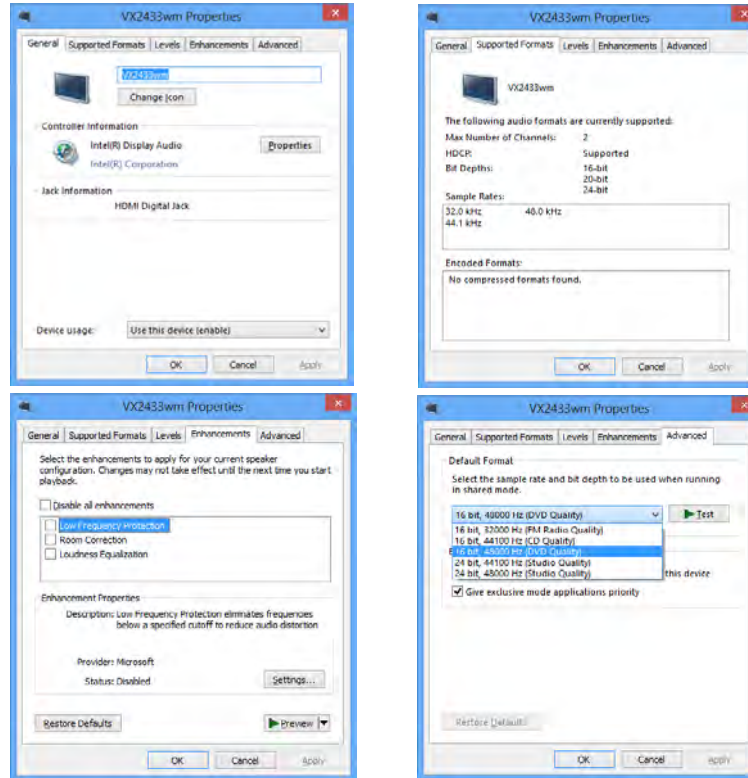 VX2433wm Properties
General Supported Formats Levels Enhancements Advanced
VX2433wm
Change Icon
Controller Information
Intel(R) Display Audio Properties
Intel(R) Corporation
Jack Information
HDMI Digital Jack
Device usage: Use this device (enable)
OK Cancel Apply
VX2433wm Properties
General Supported Formats Levels Enhancements Advanced
VX2433wm
The following audio formats are currently supported:
Max Number of Channels: 2
HDCP: Supported
Bit Depths: 16-bit
20-bit
24-bit
Sample Rates:
32.0 kHz 48.0 kHz
44.1 kHz
Encoded Formats:
No compressed formats found.
OK Cancel Apply
VX2433wm Properties
General Supported Formats Levels Enhancements Advanced
Select the enhancements to apply for your current speaker
configuration. Changes may not take effect until the next time you start
playback.
Disable all enhancements
Low Frequency Protection
Room Correction
Loudness Equalization
Enhancement Properties
Description: Low Frequency Protection eliminates frequencies
below a specified cutoff to reduce audio distortion
Provider: Microsoft
Status: Disabled Settings...
Restore Defaults Preview
OK Cancel Apply
VX2433wm Properties
General Supported Formats Levels Enhancements Advanced
Default Format
Select the sample rate and bit depth to be used when running
in shared mode.
16 bit, 48000 Hz (DVD Quality) Test
16 bit, 32000 Hz (FM Radio Quality)
16 bit, 44100 Hz (CD Quality)
16 bit, 48000 Hz (DVD Quality)
24 bit, 44100 Hz (Studio Quality)
24 bit, 48000 Hz (Studio Quality) this device
Give exclusive mode applications priority
Restore Defaults
OK Cancel Apply